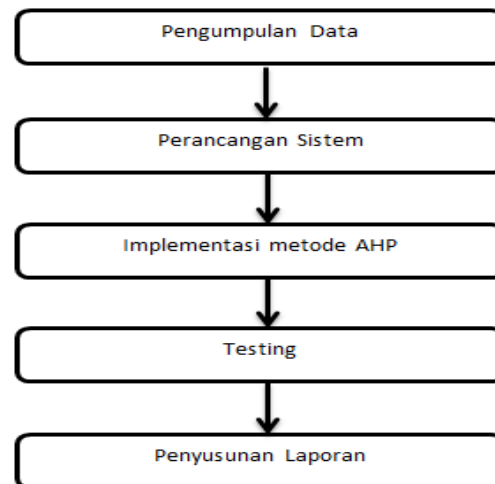 Pengumpulan Data
Perancangan Sistem
Implementasi metode AHP
Testing
Penyusunan Laporan